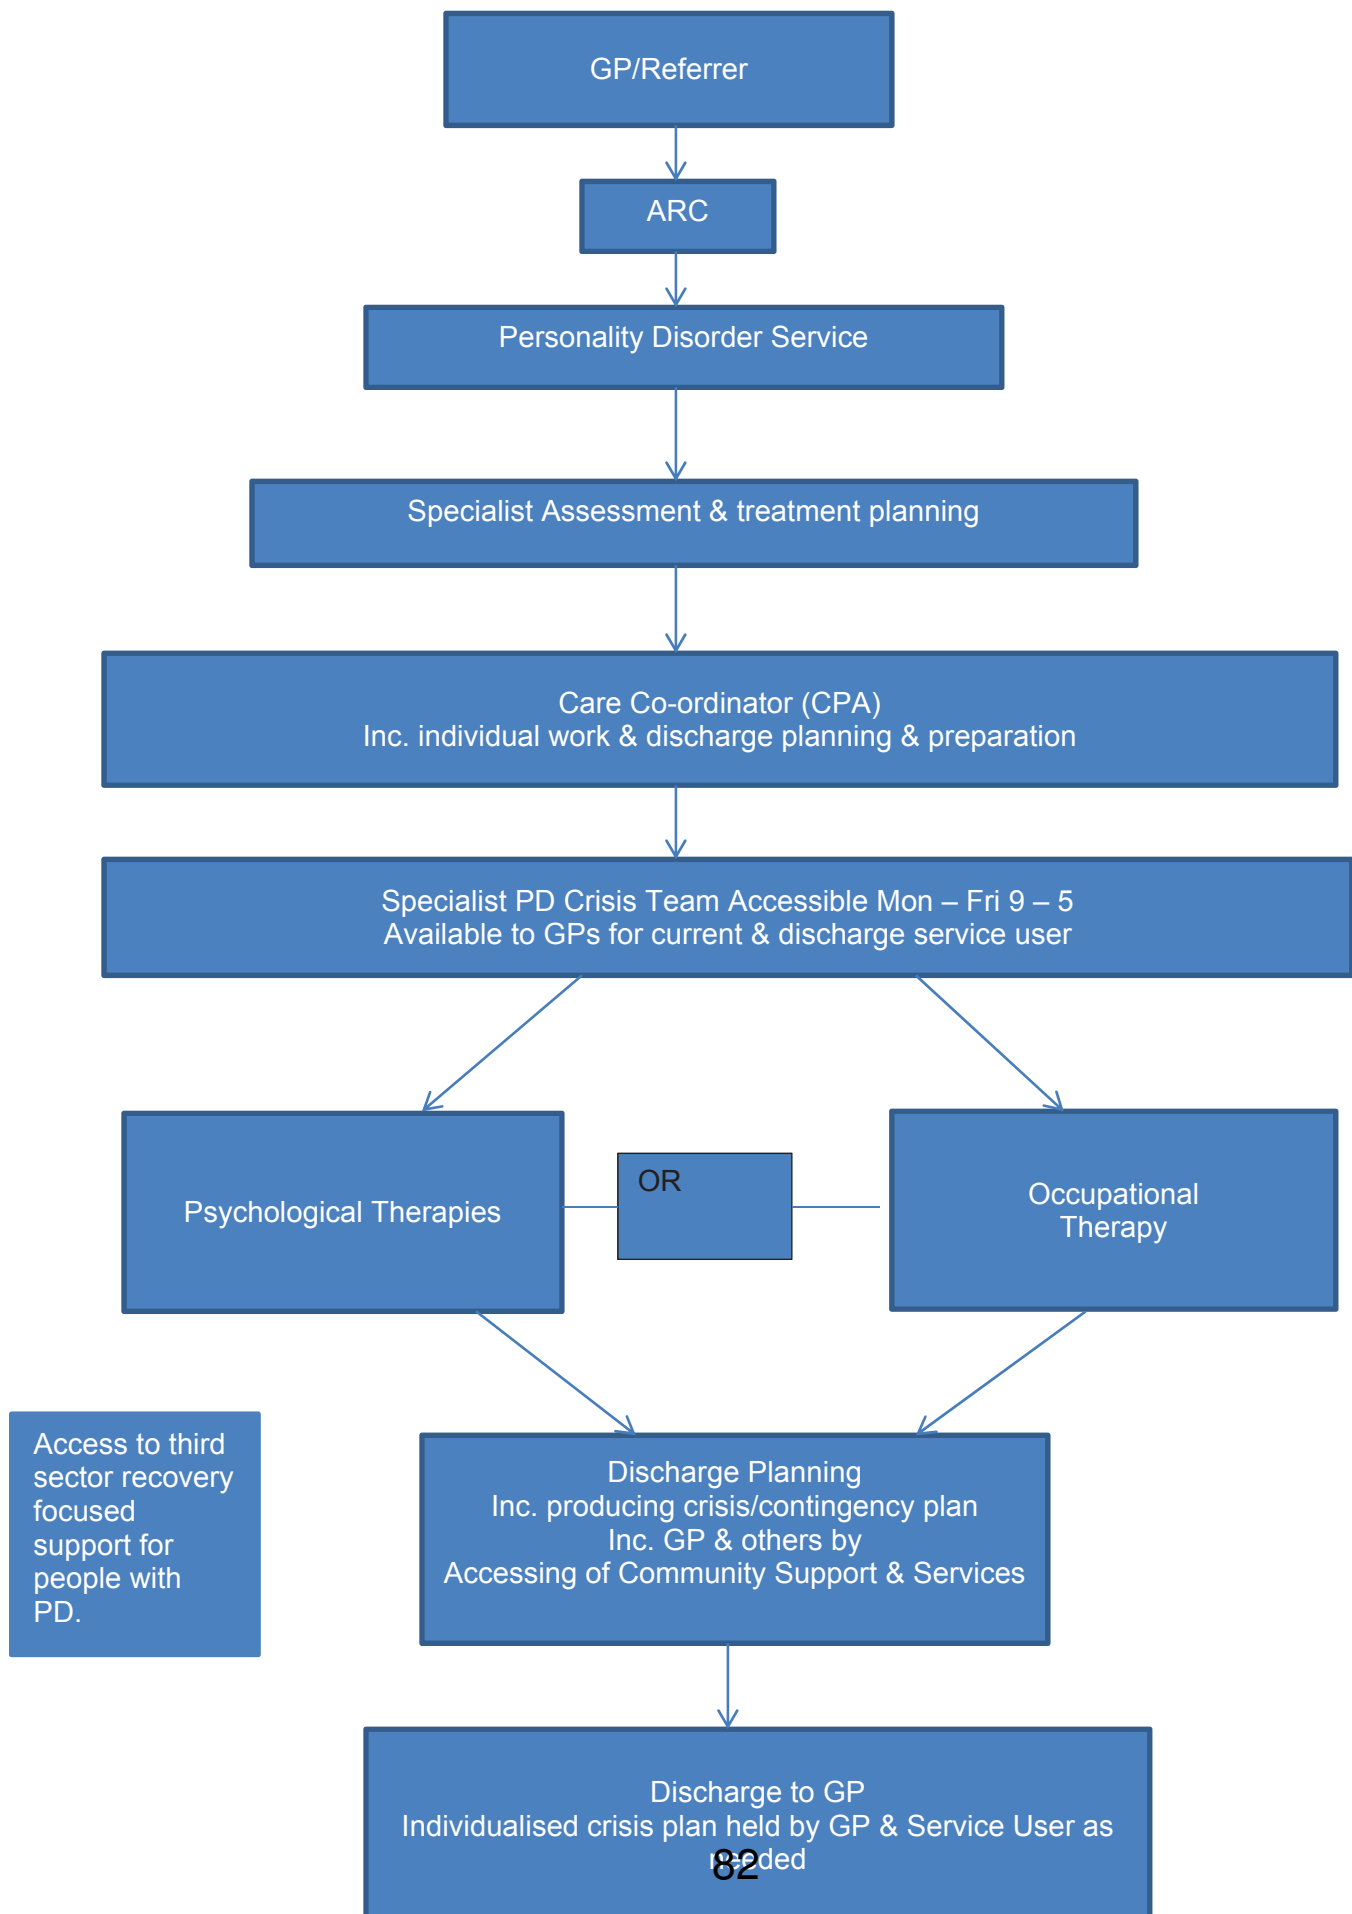 GP/Referrer
ARC
Personality Disorder Service
Specialist Assessment & treatment planning
Care Co-ordinator (CPA)
Inc. individual work & discharge planning & preparation
Specialist PD Crisis Team Accessible Mon – Fri 9 – 5
Available to GPs for current & discharge service user
Psychological Therapies
OR
Occupational
Therapy
Access to third
sector recovery
focused
support for
people with
PD.
Discharge Planning
Inc. producing crisis/contingency plan
Inc. GP & others by
Accessing of Community Support & Services
Discharge to GP
Individualised crisis plan held by GP & Service User as
needed
82